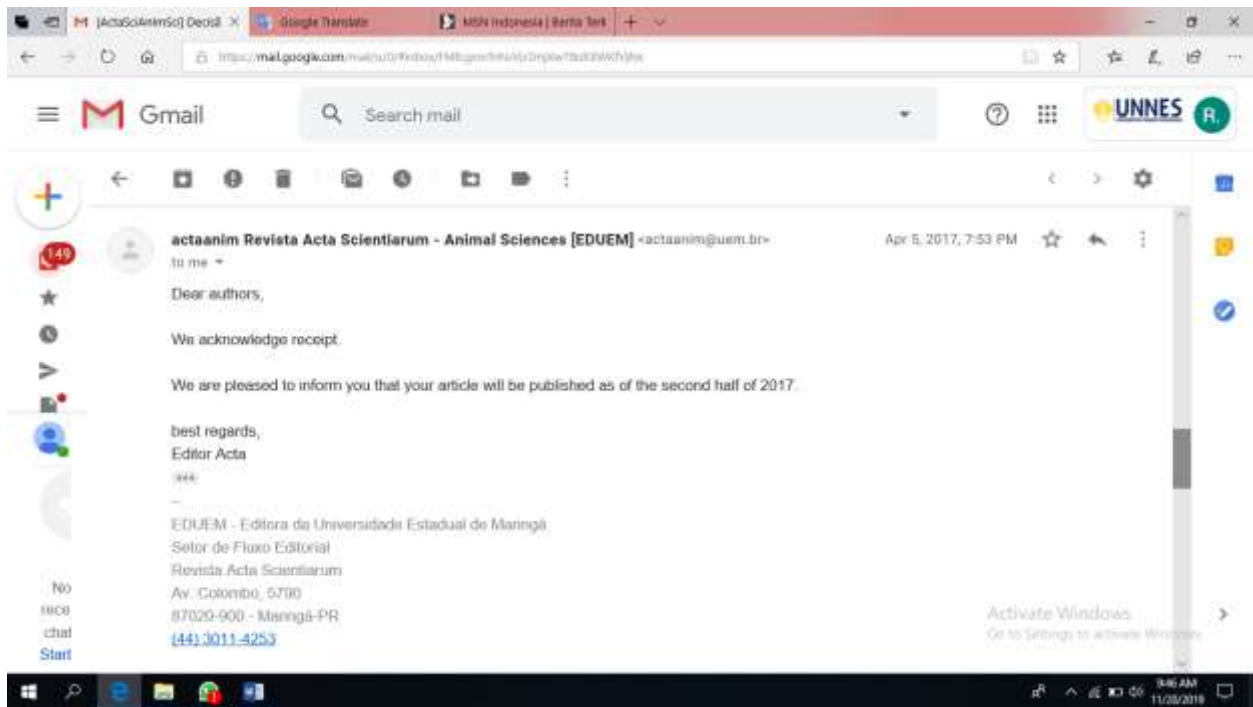 [ActaSciAnimSci] Decisã
Google Translate
MSN Indonesia | Berita Terk
mail.google.com
Gmail
Search mail
UNNES
R.
149
actaanim Revista Acta Scientiarum - Animal Sciences [EDUEM] <actaanim@uem.br>
Apr 5, 2017, 7:53 PM
to me
Dear authors,
We acknowledge receipt.
We are pleased to inform you that your article will be published as of the second half of 2017.
best regards,
Editor Acta
--
EDUEM - Editora da Universidade Estadual de Maringá
Setor de Fluxo Editorial
Revista Acta Scientiarum
Av. Colombo, 5790
87020-900 - Maringá-PR
(44) 3011-4253
No
rece
chat
Start
Activate Windows
Go to Settings to activate Windows.
9:46 AM
11/20/2019